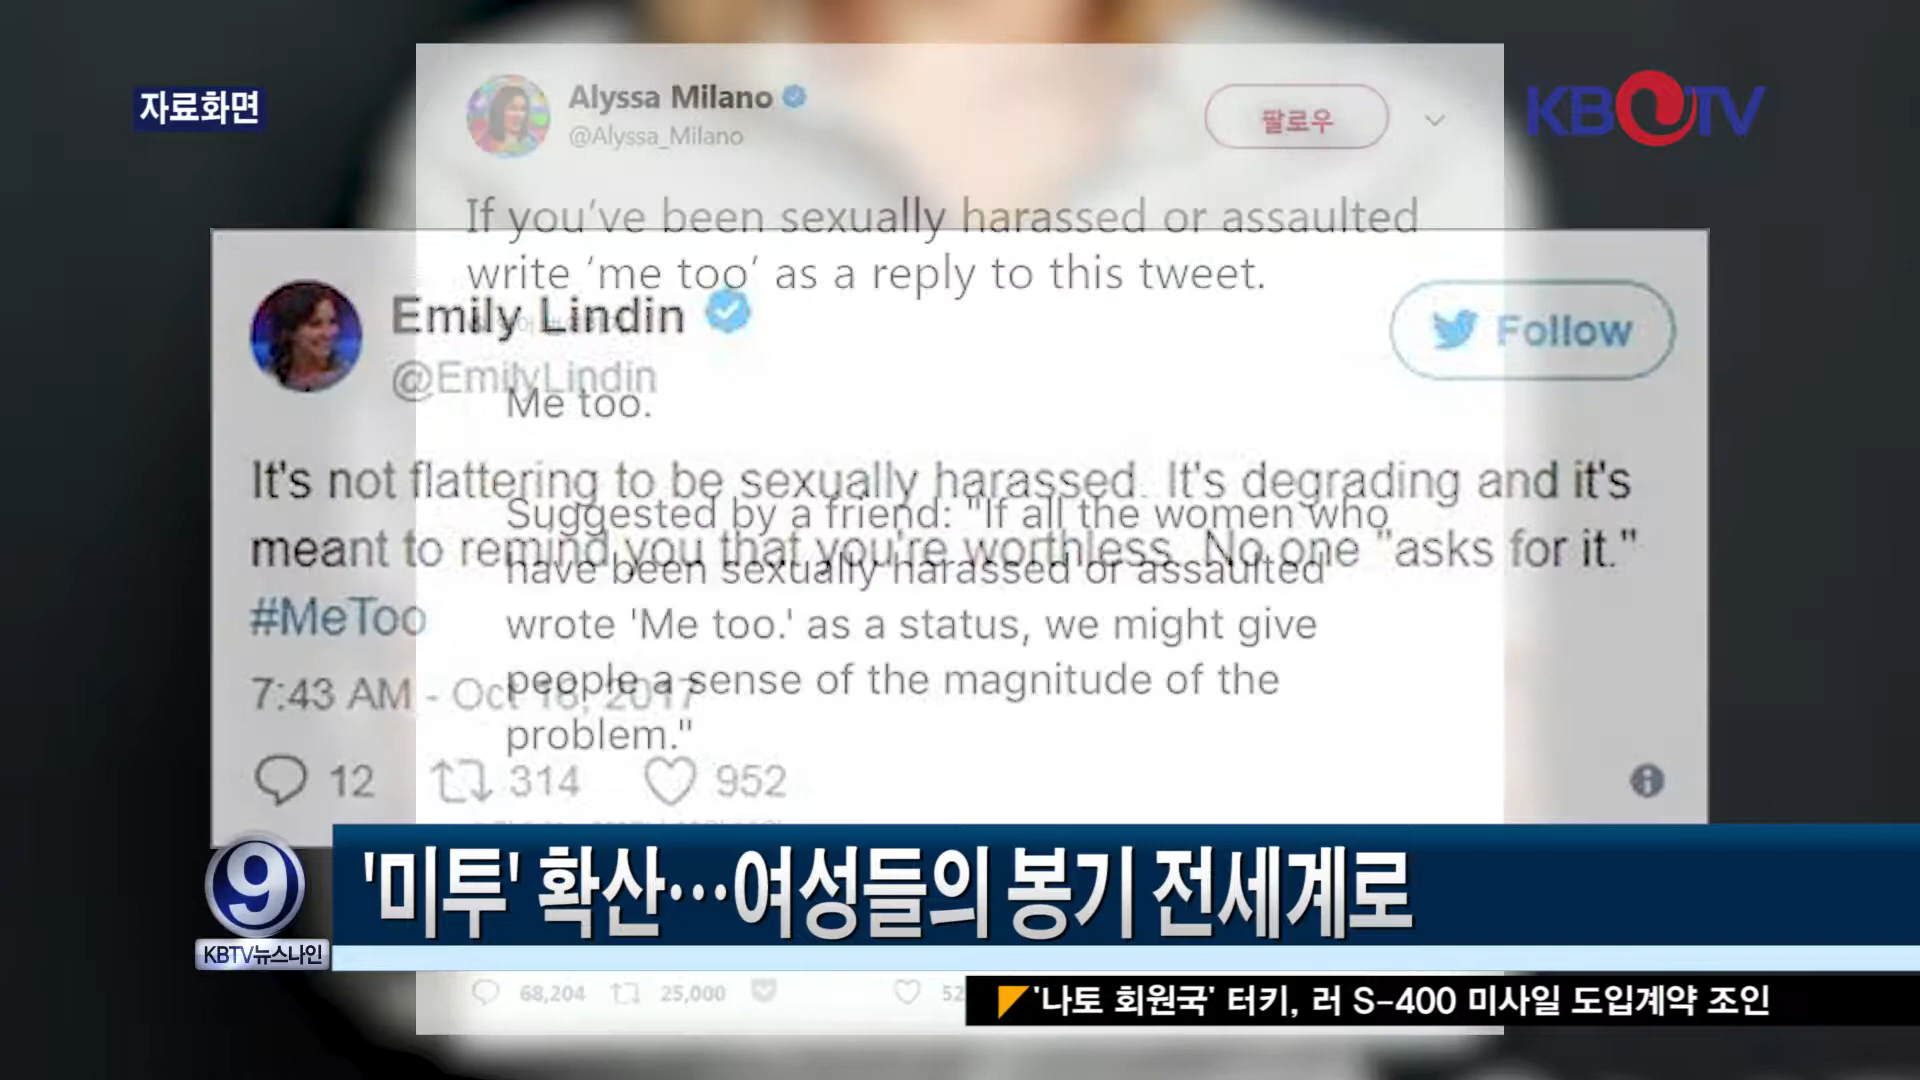 자료화면
KBTV
Alyssa Milano
@Alyssa_Milano
팔로우
If you've been sexually harassed or assaulted
write 'me too' as a reply to this tweet.
Me too.
Suggested by a friend: "If all the women who
have been sexually harassed or assaulted
wrote 'Me too.' as a status, we might give
people a sense of the magnitude of the
problem."
68,204 25,000
Emily Lindin
@EmilyLindin
Follow
It's not flattering to be sexually harassed. It's degrading and it's
meant to remind you that you're worthless. No one "asks for it."
#MeToo
7:43 AM - Oct 16, 2017
12 314 952
9
KBTV뉴스나인
'미투' 확산…여성들의 봉기 전세계로
'나토 회원국' 터키, 러 S-400 미사일 도입계약 조인